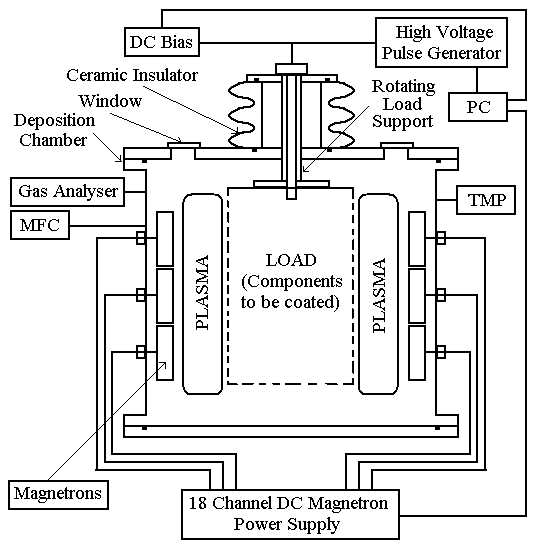 DC Bias
High Voltage
Pulse Generator
Ceramic Insulator
Rotating
Load
Support
PC
Window
Deposition
Chamber
Gas Analyser
TMP
MFC
PLASMA
LOAD
(Components
to be coated)
PLASMA
Magnetrons
18 Channel DC Magnetron
Power Supply